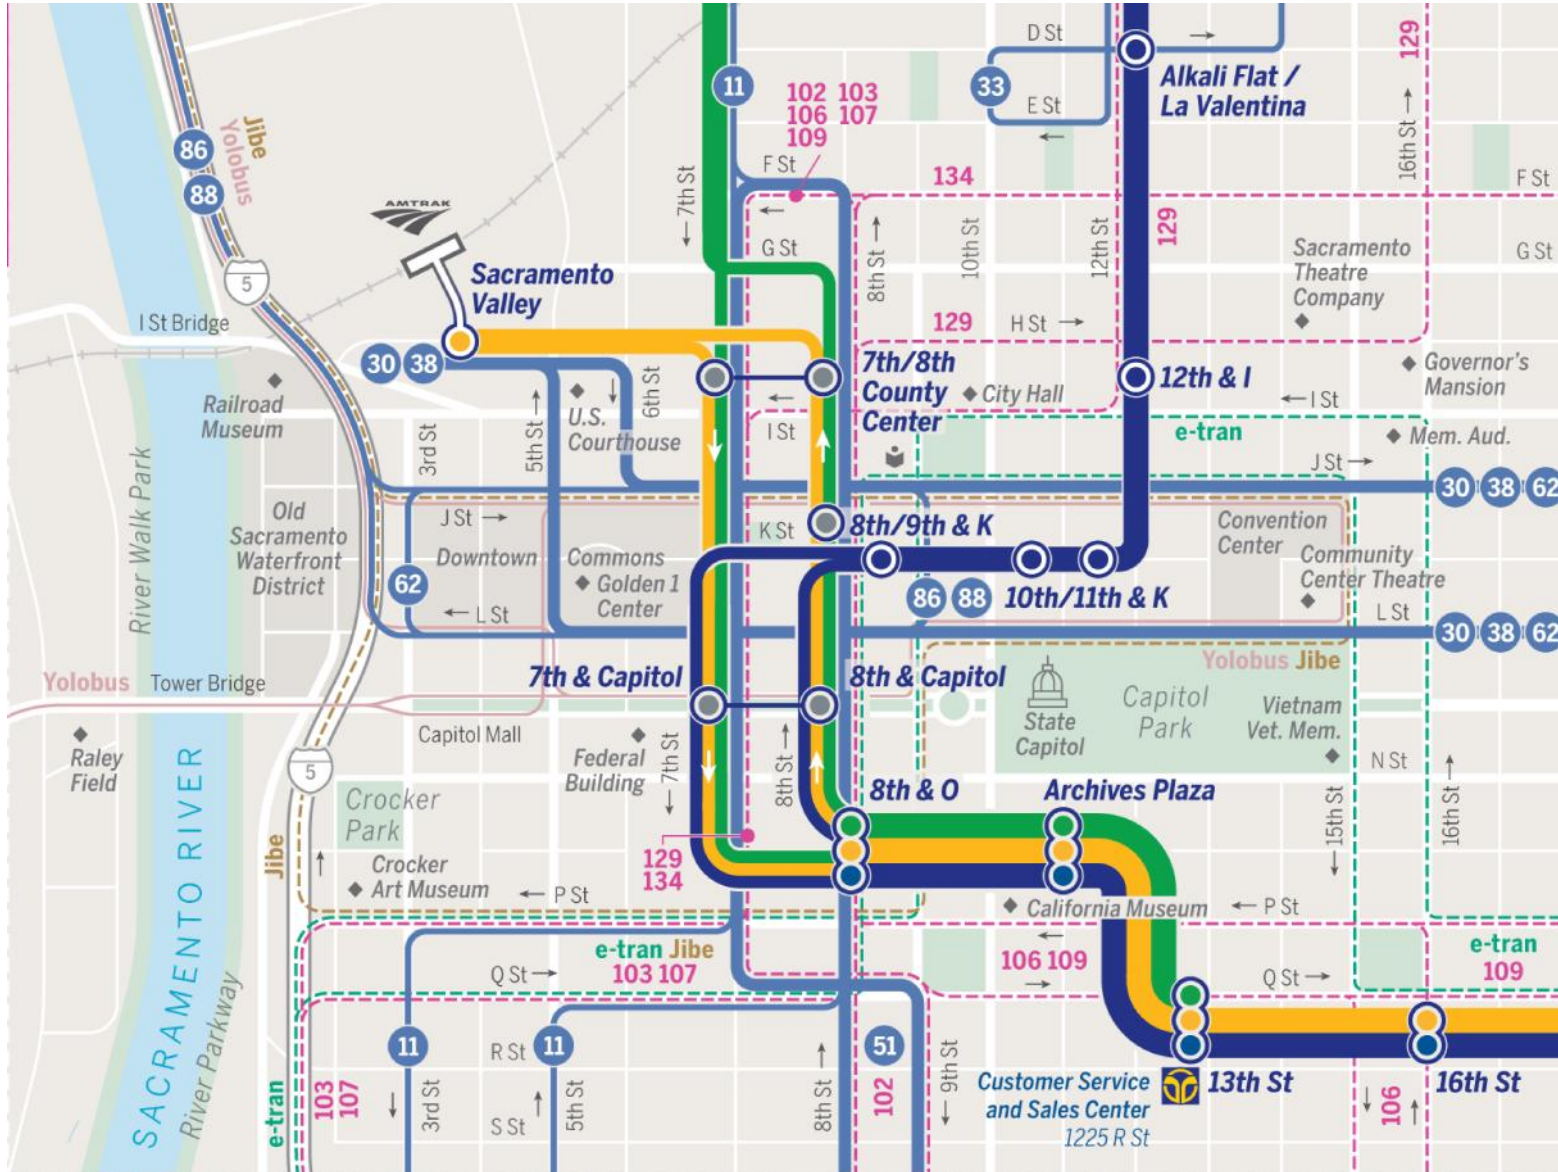 D St
129
11
102 103
106 107
109
33
Alkali Flat /
La Valentina
E St
16th St
86
88
Jibe
Yolobus
F St
134
F St
7th St
AMTRAK
G St
8th St
10th St
12th St
129
Sacramento
Theatre
Company
G St
5
Sacramento
Valley
I St Bridge
129
H St
30 38
7th/8th
County
Center
12th & I
Governor's
Mansion
City Hall
6th St
Railroad
Museum
U.S.
Courthouse
I St
I St
e-tran
Mem. Aud.
3rd St
5th St
J St
30 38 62
River Walk Park
Old
Sacramento
Waterfront
District
J St
K St
8th/9th & K
Convention
Center
Downtown
Commons
Community
Center Theatre
62
Golden 1
Center
86 88
10th/11th & K
L St
L St
30 38 62
Yolobus
Tower Bridge
7th & Capitol
8th & Capitol
Yolobus Jibe
Capitol
Park
State
Capitol
Vietnam
Vet. Mem.
Capitol Mall
Raley
Field
Federal
Building
7th St
8th St
N St
5
SACRAMENTO RIVER
Crocker
Park
8th & O
Archives Plaza
15th St
16th St
Jibe
Crocker
Art Museum
129
134
P St
California Museum
P St
e-tran Jibe
103 107
106 109
e-tran
109
Q St
Q St
River Parkway
11
R St
11
51
9th St
Customer Service
and Sales Center
1225 R St
13th St
16th St
e-tran
103
107
3rd St
S St
5th St
8th St
102
106